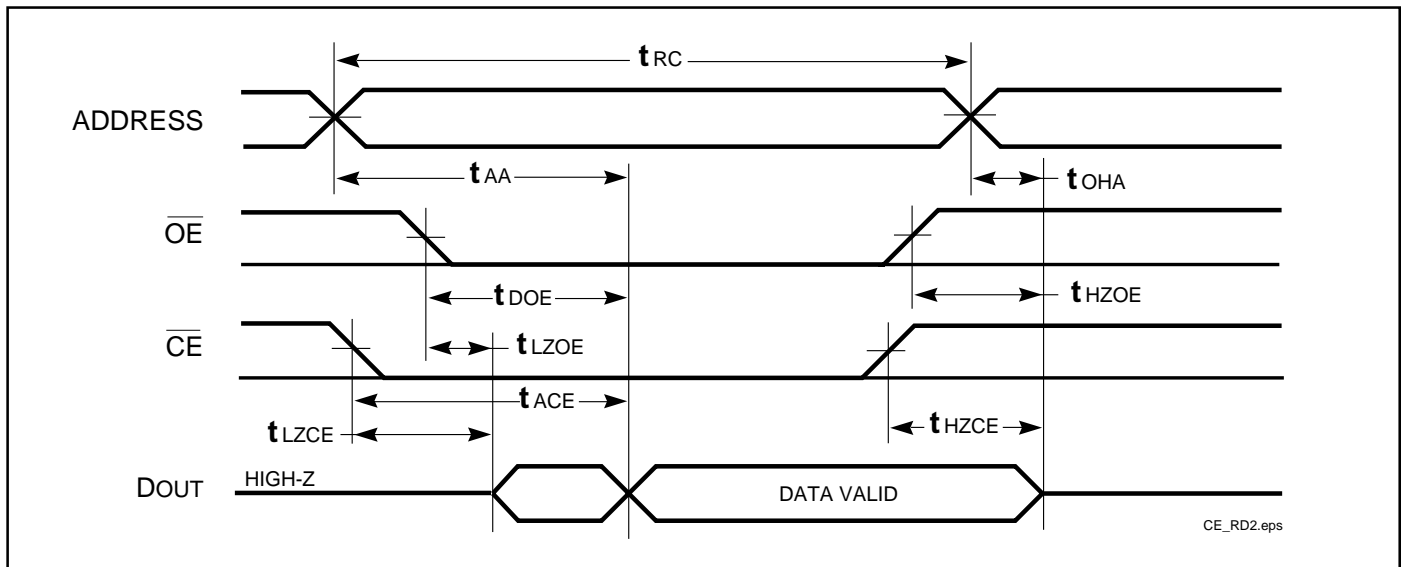 tRC
ADDRESS
tAA
tOHA
OE
tDOE
tHZOE
CE
tLZOE
tACE
tLZCE
tHZCE
DOUT
HIGH-Z
DATA VALID
CE_RD2.eps